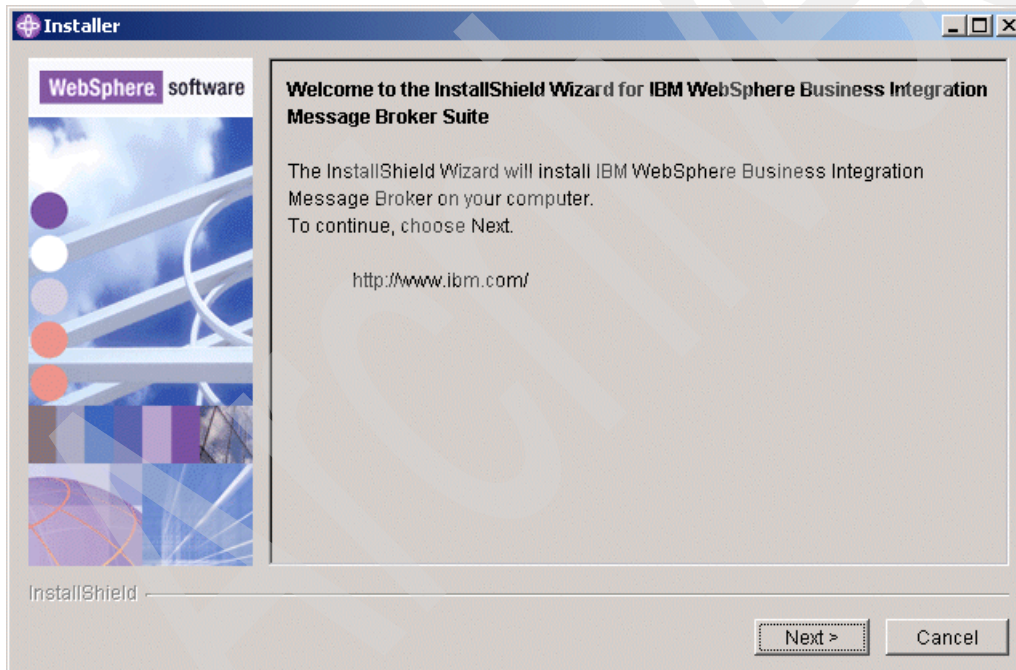 Installer
WebSphere software
Welcome to the InstallShield Wizard for IBM WebSphere Business Integration
Message Broker Suite
The InstallShield Wizard will install IBM WebSphere Business Integration
Message Broker on your computer.
To continue, choose Next.
http://www.ibm.com/
InstallShield
Next >
Cancel